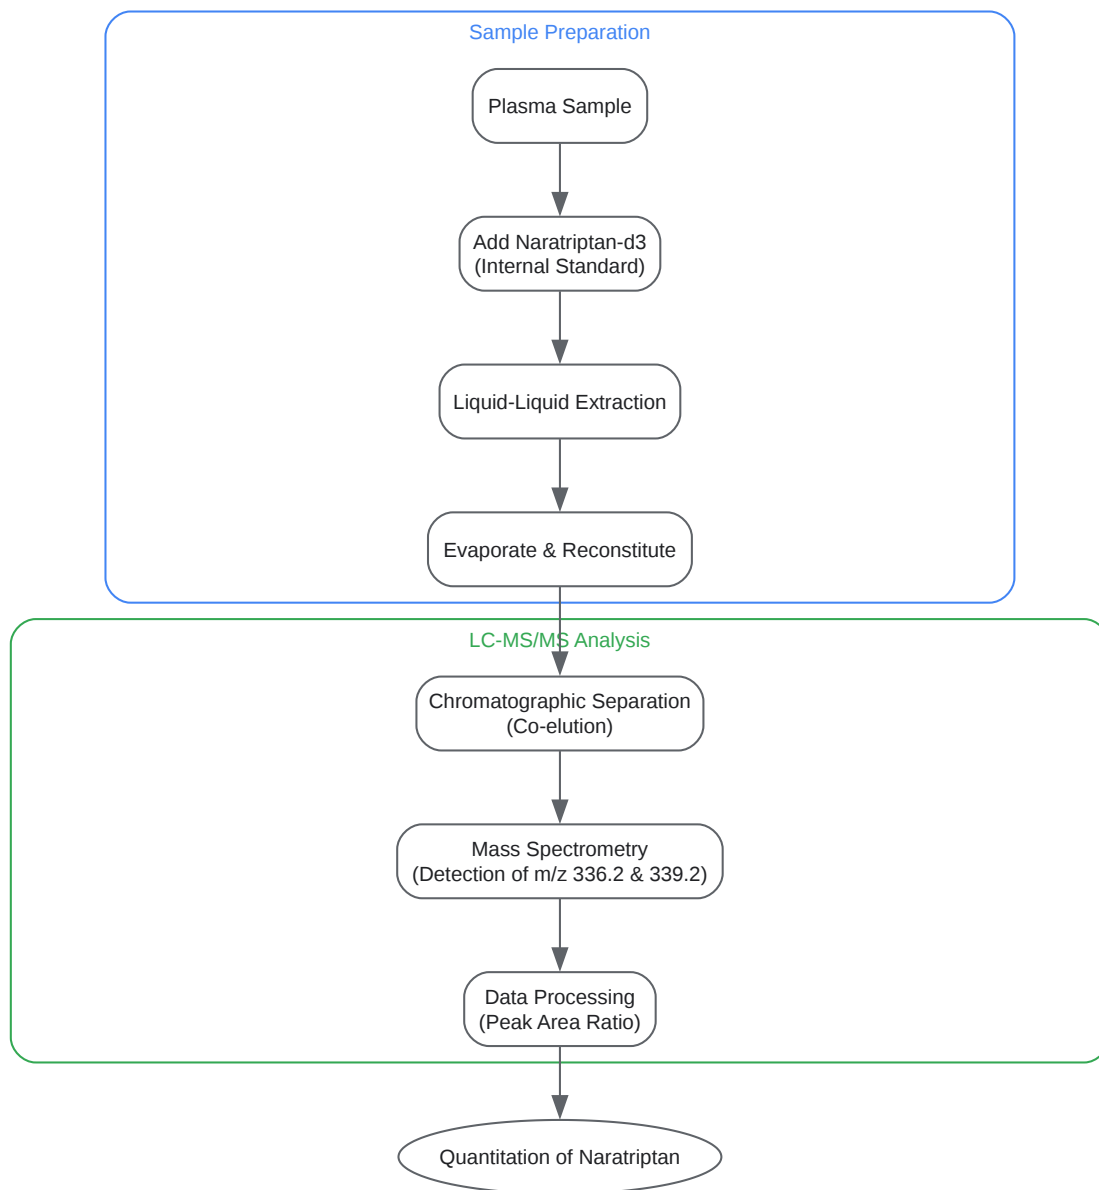 Sample Preparation
Plasma Sample
Add Naratriptan-d3
(Internal Standard)
Liquid-Liquid Extraction
Evaporate & Reconstitute
LC-MS/MS Analysis
Chromatographic Separation
(Co-elution)
Mass Spectrometry
(Detection of m/z 336.2 & 339.2)
Data Processing
(Peak Area Ratio)
Quantitation of Naratriptan